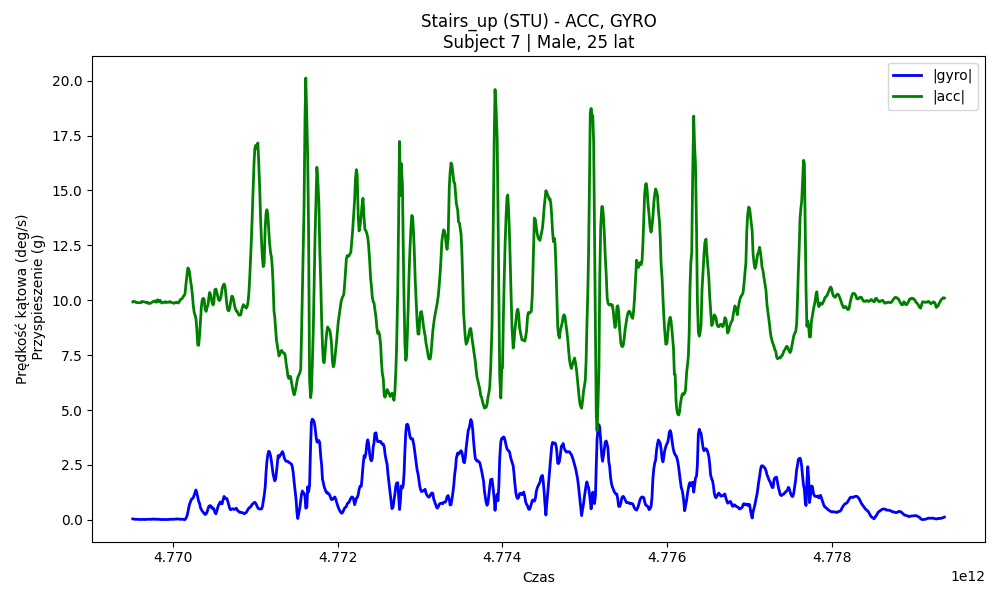 Stairs_up (STU) - ACC, GYRO
Subject 7 | Male, 25 lat
|gyro|
|acc|
20.0
17.5
15.0
12.5
10.0
7.5
5.0
2.5
0.0
Prędkość kątowa (deg/s)
Przyspieszenie (g)
4.770
4.772
4.774
4.776
4.778
1e12
Czas